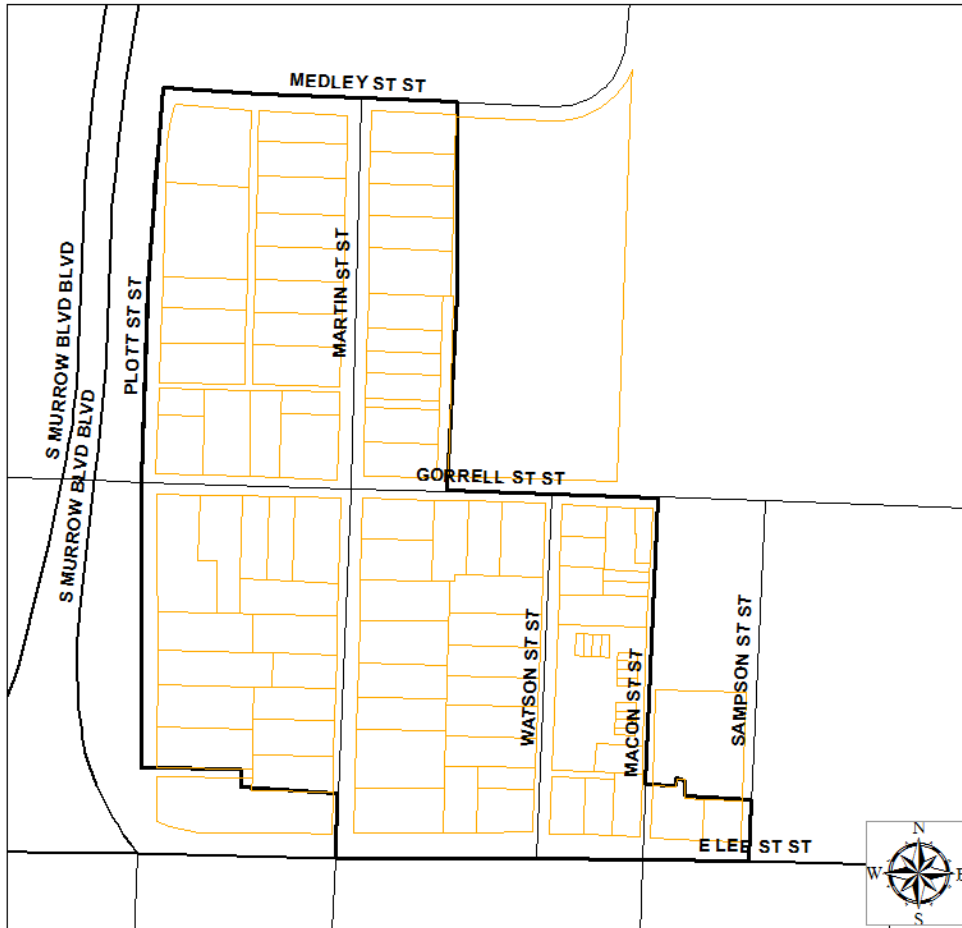 MEDLEY ST ST
S MURROW BLVD BLVD
PLOTT ST ST
MARTIN ST ST
S MURROW BLVD BLVD
GORRELL ST ST
WATSON ST ST
MACON ST ST
SAMPSON ST ST
E LEE ST ST
N
W
E
S